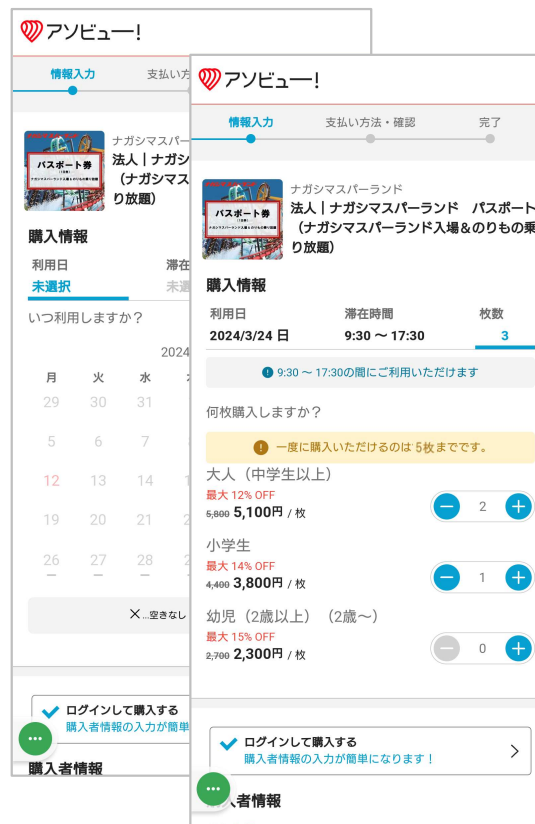 アソビュー!
情報入力
支払い方
ナガシマスパー
法人 | ナガシ
(ナガシマス
り放題)
パスポート券
購入情報
利用日
滞在
未選択
未選
いつ利用しますか?
2024
月 火 水
29 30 31
5 6 7
12 13 14 1
19 20 21 2
26 27 28 2
×...空きなし
ログインして購入する
購入者情報の入力が簡単
購入者情報
アソビュー!
情報入力 支払い方法・確認 完了
ナガシマスパーランド
法人 | ナガシマスパーランド パスポート
(ナガシマスパーランド入場&のりもの乗
り放題)
パスポート券
購入情報
利用日 滞在時間 枚数
2024/3/24 日 9:30 ～ 17:30 3
9:30 ～ 17:30の間にご利用いただけます
何枚購入しますか?
一度に購入いただけるのは 5枚までです。
大人（中学生以上）
最大 12% OFF
5,800 5,100円 / 枚
2
小学生
最大 14% OFF
4,400 3,800円 / 枚
1
幼児（2歳以上）（2歳～）
最大 15% OFF
2,700 2,300円 / 枚
0
ログインして購入する
購入者情報の入力が簡単になります！
者情報